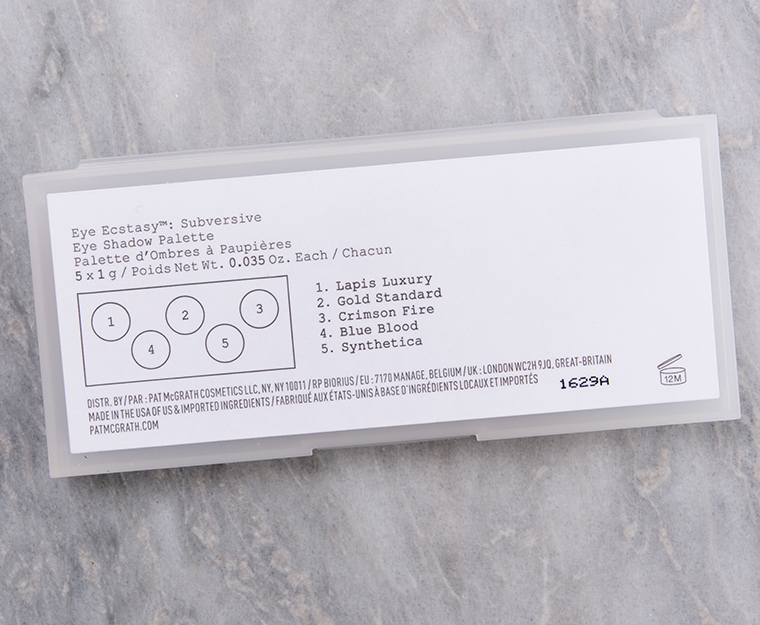 Eye Ecstasy™: Subversive
Eye Shadow Palette
Palette d'Ombres à Paupières
5 x 1 g / Poids Net Wt. 0.035 Oz. Each / Chacun
1 2 3
4 5
1. Lapis Luxury
2. Gold Standard
3. Crimson Fire
4. Blue Blood
5. Synthetica
DISTR. BY / PAR : PAT McGRATH COSMETICS LLC, NY, NY 10011 / RP BIORIUS / EU : 7170 MANAGE, BELGIUM / UK : LONDON WC2H 9JQ, GREAT-BRITAIN
MADE IN THE USA OF US & IMPORTED INGREDIENTS / FABRIQUÉ AUX ÉTATS-UNIS À BASE D'INGRÉDIENTS LOCAUX ET IMPORTÉS
PATMCGRATH.COM
1629A
12M